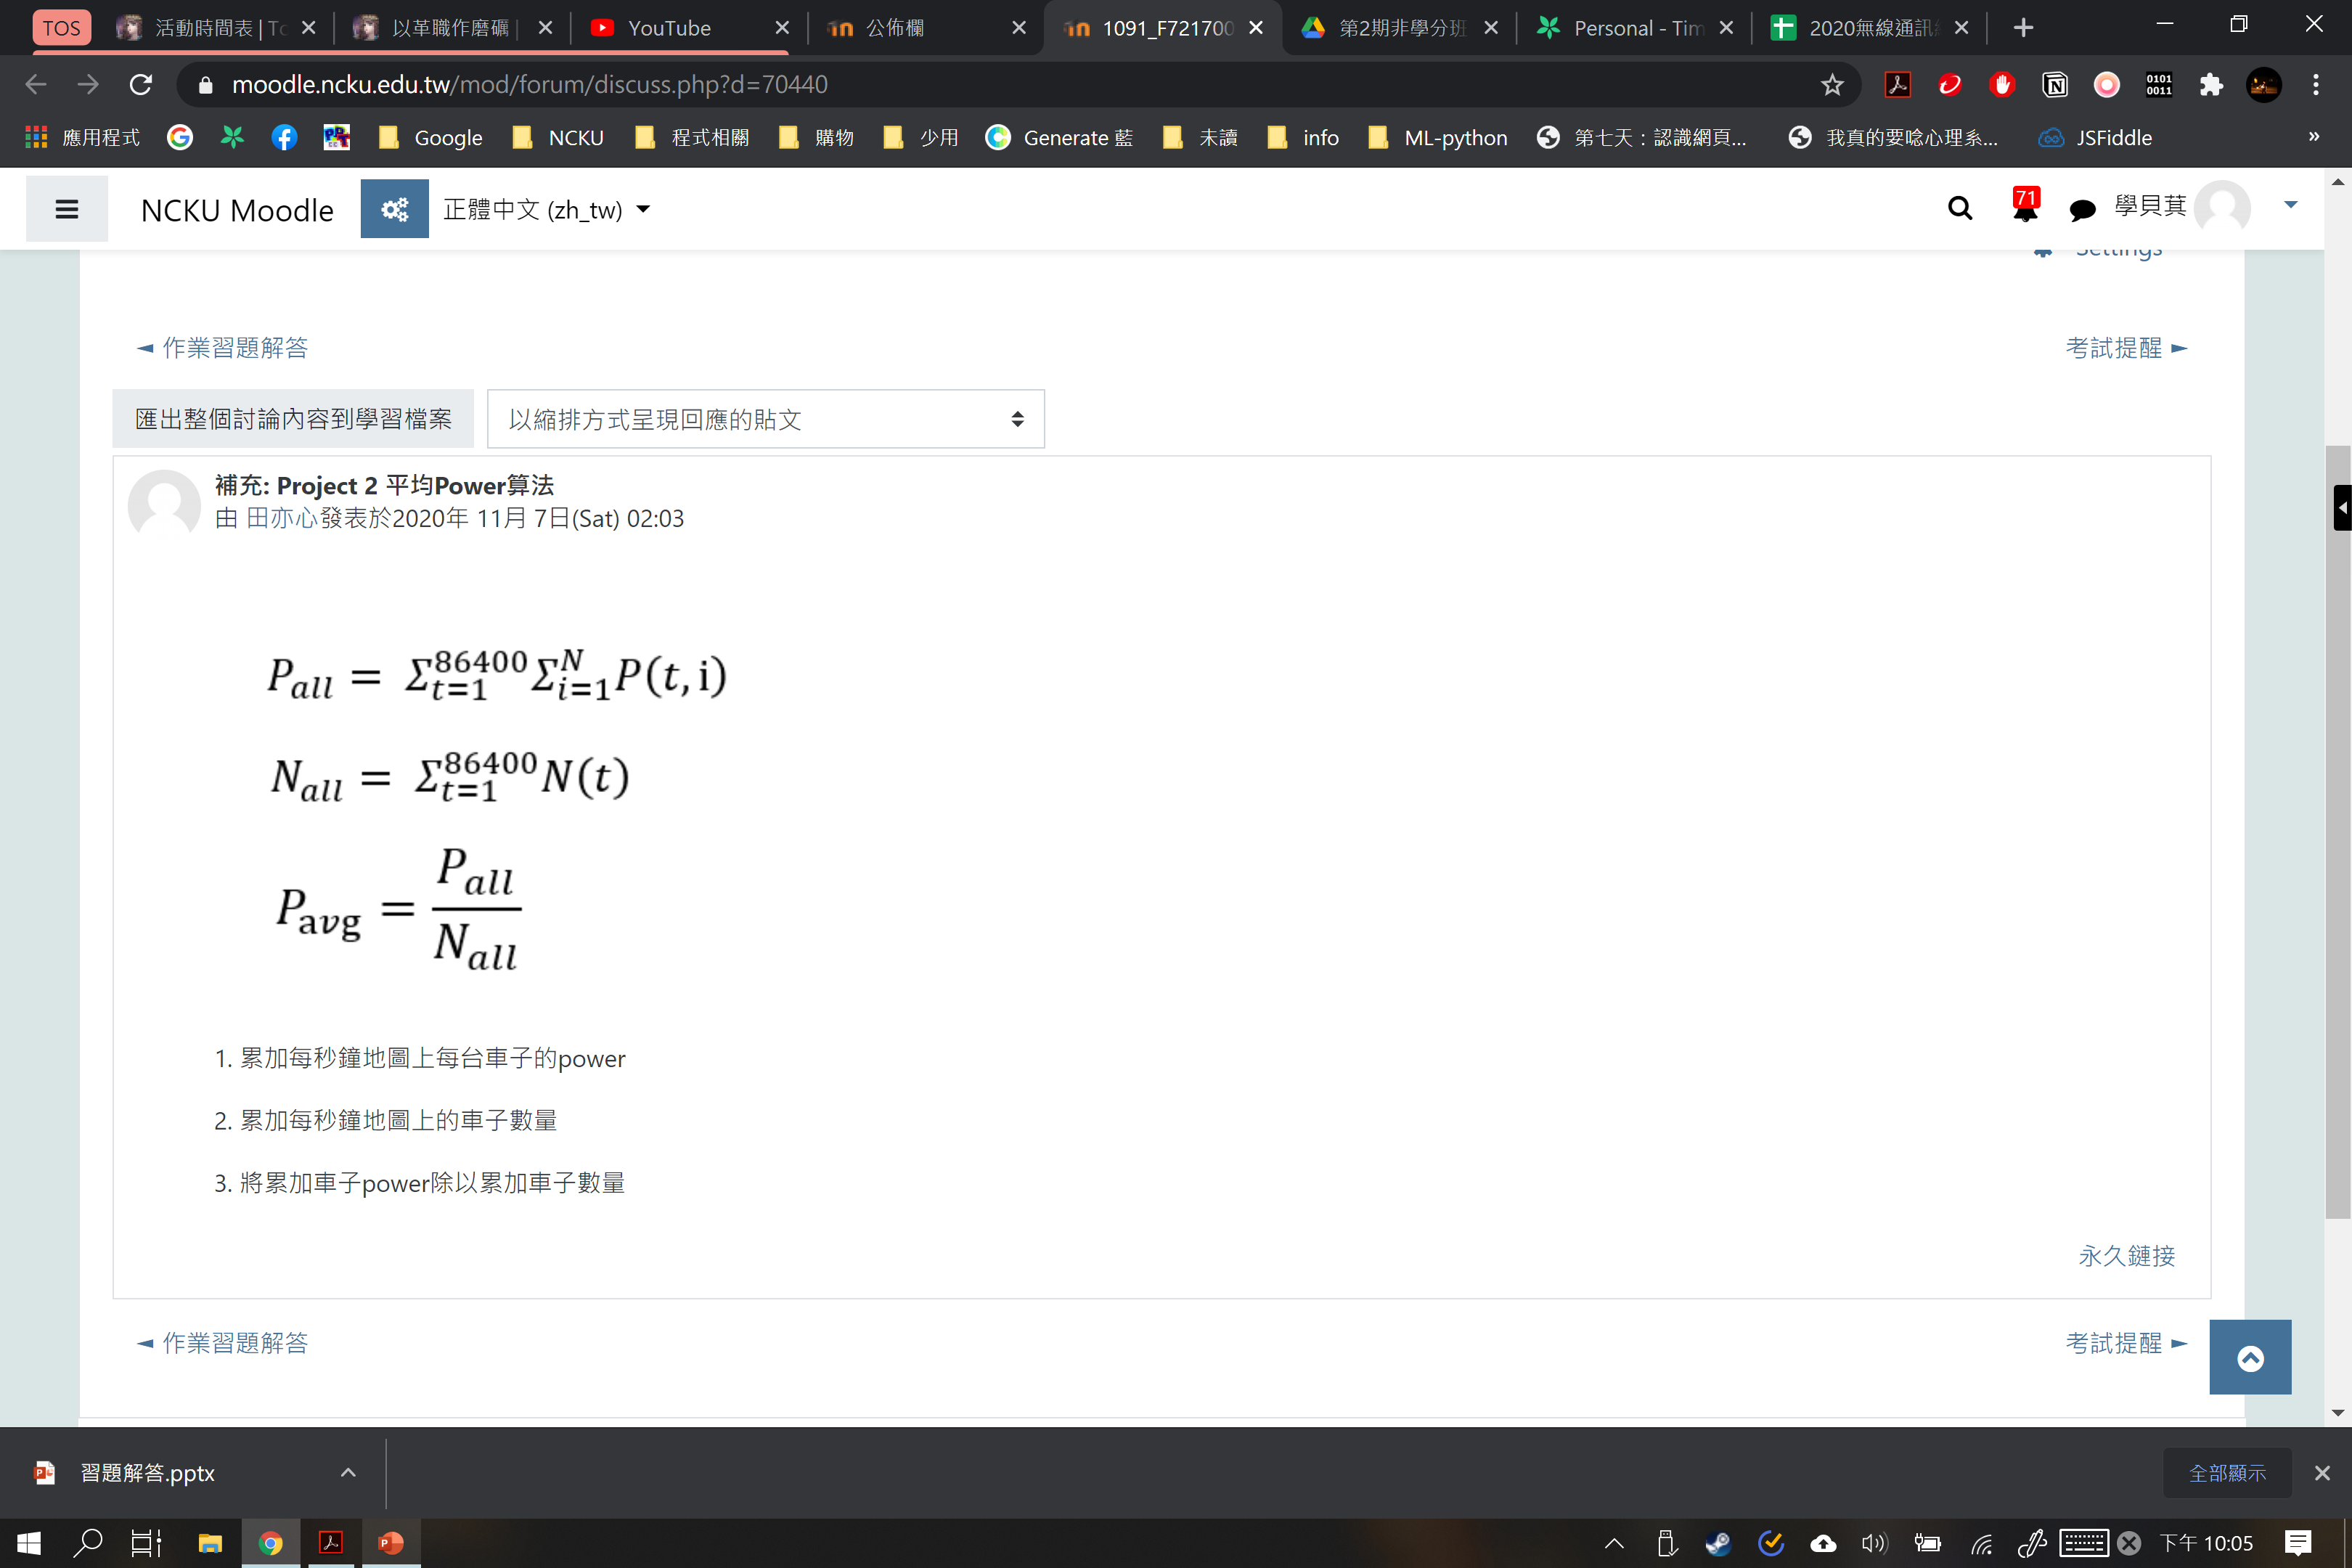 TOS
活動時間表 | To
以革職作磨礪 |
YouTube
公佈欄
1091_F721700
第2期非學分班
Personal - Tim
2020無線通訊
moodle.ncku.edu.tw/mod/forum/discuss.php?d=70440
0101
0011
應用程式
Google
NCKU
程式相關
購物
少用
Generate 藍
未讀
info
ML-python
第七天：認識網頁...
我真的要唸心理系...
JSFiddle
»
NCKU Moodle
正體中文 (zh_tw)
71
學貝萁
Settings
◄ 作業習題解答
考試提醒 ►
匯出整個討論內容到學習檔案
以縮排方式呈現回應的貼文
補充: Project 2 平均Power算法
由 田亦心發表於2020年 11月 7日(Sat) 02:03
P_all = Σ_{t=1}^{86400} Σ_{i=1}^{N} P(t, i)
N_all = Σ_{t=1}^{86400} N(t)
P_avg = P_all / N_all
1. 累加每秒鐘地圖上每台車子的power
2. 累加每秒鐘地圖上的車子數量
3. 將累加車子power除以累加車子數量
永久鏈接
◄ 作業習題解答
考試提醒 ►
習題解答.pptx
全部顯示
下午 10:05